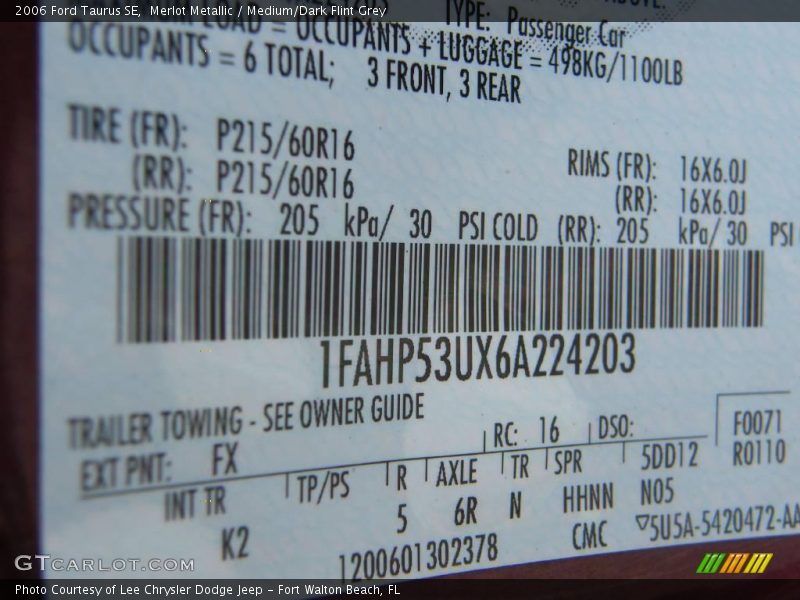 2006 Ford Taurus SE, Merlot Metallic / Medium/Dark Flint Grey
TYPE: Passenger Car
LOAD = OCCUPANTS + LUGGAGE = 498KG/1100LB
OCCUPANTS = 6 TOTAL; 3 FRONT, 3 REAR
TIRE (FR): P215/60R16 RIMS (FR): 16X6.0J
(RR): P215/60R16 (RR): 16X6.0J
PRESSURE (FR): 205 kPa/ 30 PSI COLD (RR): 205 kPa/ 30 PSI
1FAHP53UX6A224203
TRAILER TOWING - SEE OWNER GUIDE
EXT PNT: FX RC: 16 DSO: F0071
R0110
INT TR TP/PS R AXLE TR SPR 5DD12
K2 5 6R N HHNN N05
1200601302378 CMC ▽5U5A-5420472-AA
GTCARLOT.COM
Photo Courtesy of Lee Chrysler Dodge Jeep - Fort Walton Beach, FL